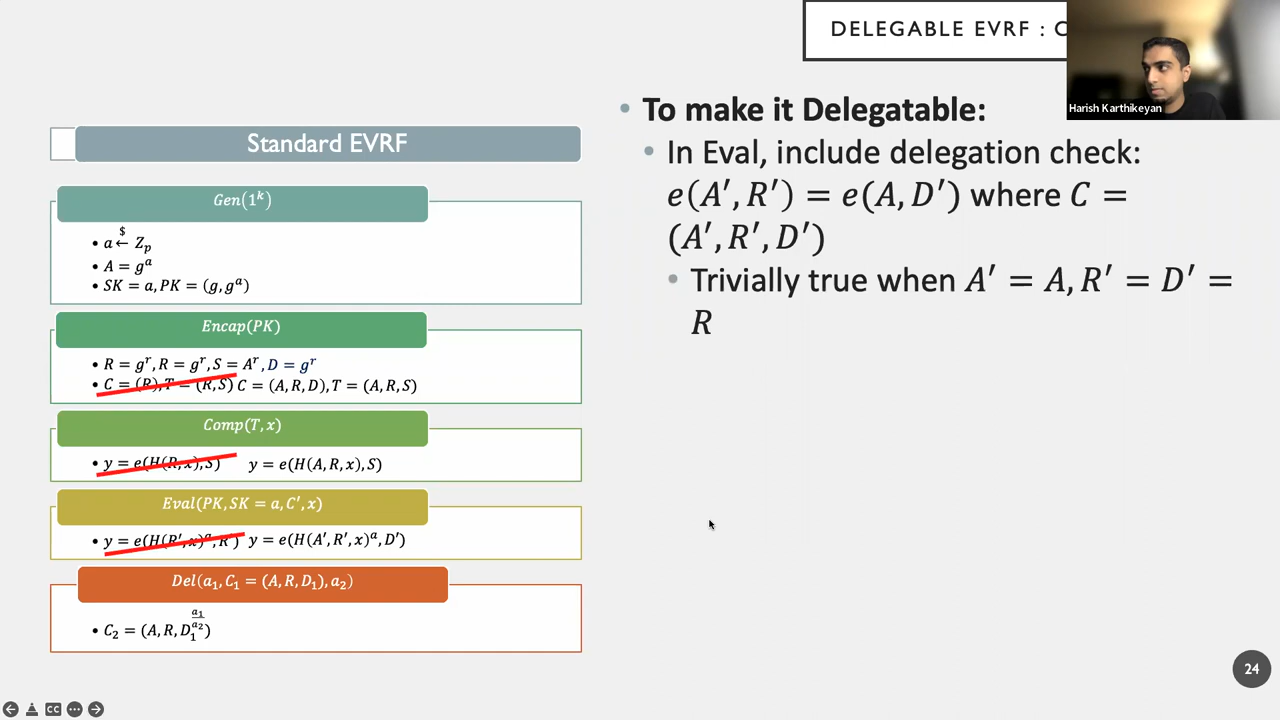 DELEGABLE EVRF : C
Harish Karthikeyan
Standard EVRF
Gen(1^k)
• a $← Z_p
• A = g^a
• SK = a, PK = (g, g^a)
Encap(PK)
• R = g^r, R = g^r, S = A^r, D = g^r
• C = (R), T = (R, S) C = (A, R, D), T = (A, R, S)
Comp(T, x)
• y = e(H(R, x), S) y = e(H(A, R, x), S)
Eval(PK, SK = a, C′, x)
• y = e(H(R′, x)^a, R′) y = e(H(A′, R′, x)^a, D′)
Del(a_1, C_1 = (A, R, D_1), a_2)
• C_2 = (A, R, D_1^{a_1/a_2})
• To make it Delegatable:
• In Eval, include delegation check:
e(A′, R′) = e(A, D′) where C =
(A′, R′, D′)
• Trivially true when A′ = A, R′ = D′ =
R
24
CC